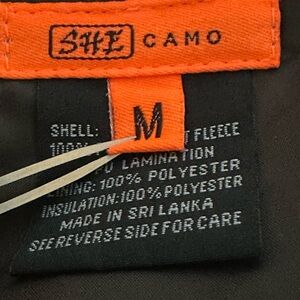 SHE CAMO
M
SHELL: FLEECE
100%
LAMINATION
LINING: 100% POLYESTER
INSULATION:100% POLYESTER
MADE IN SRI LANKA
SEE REVERSE SIDE FOR CARE